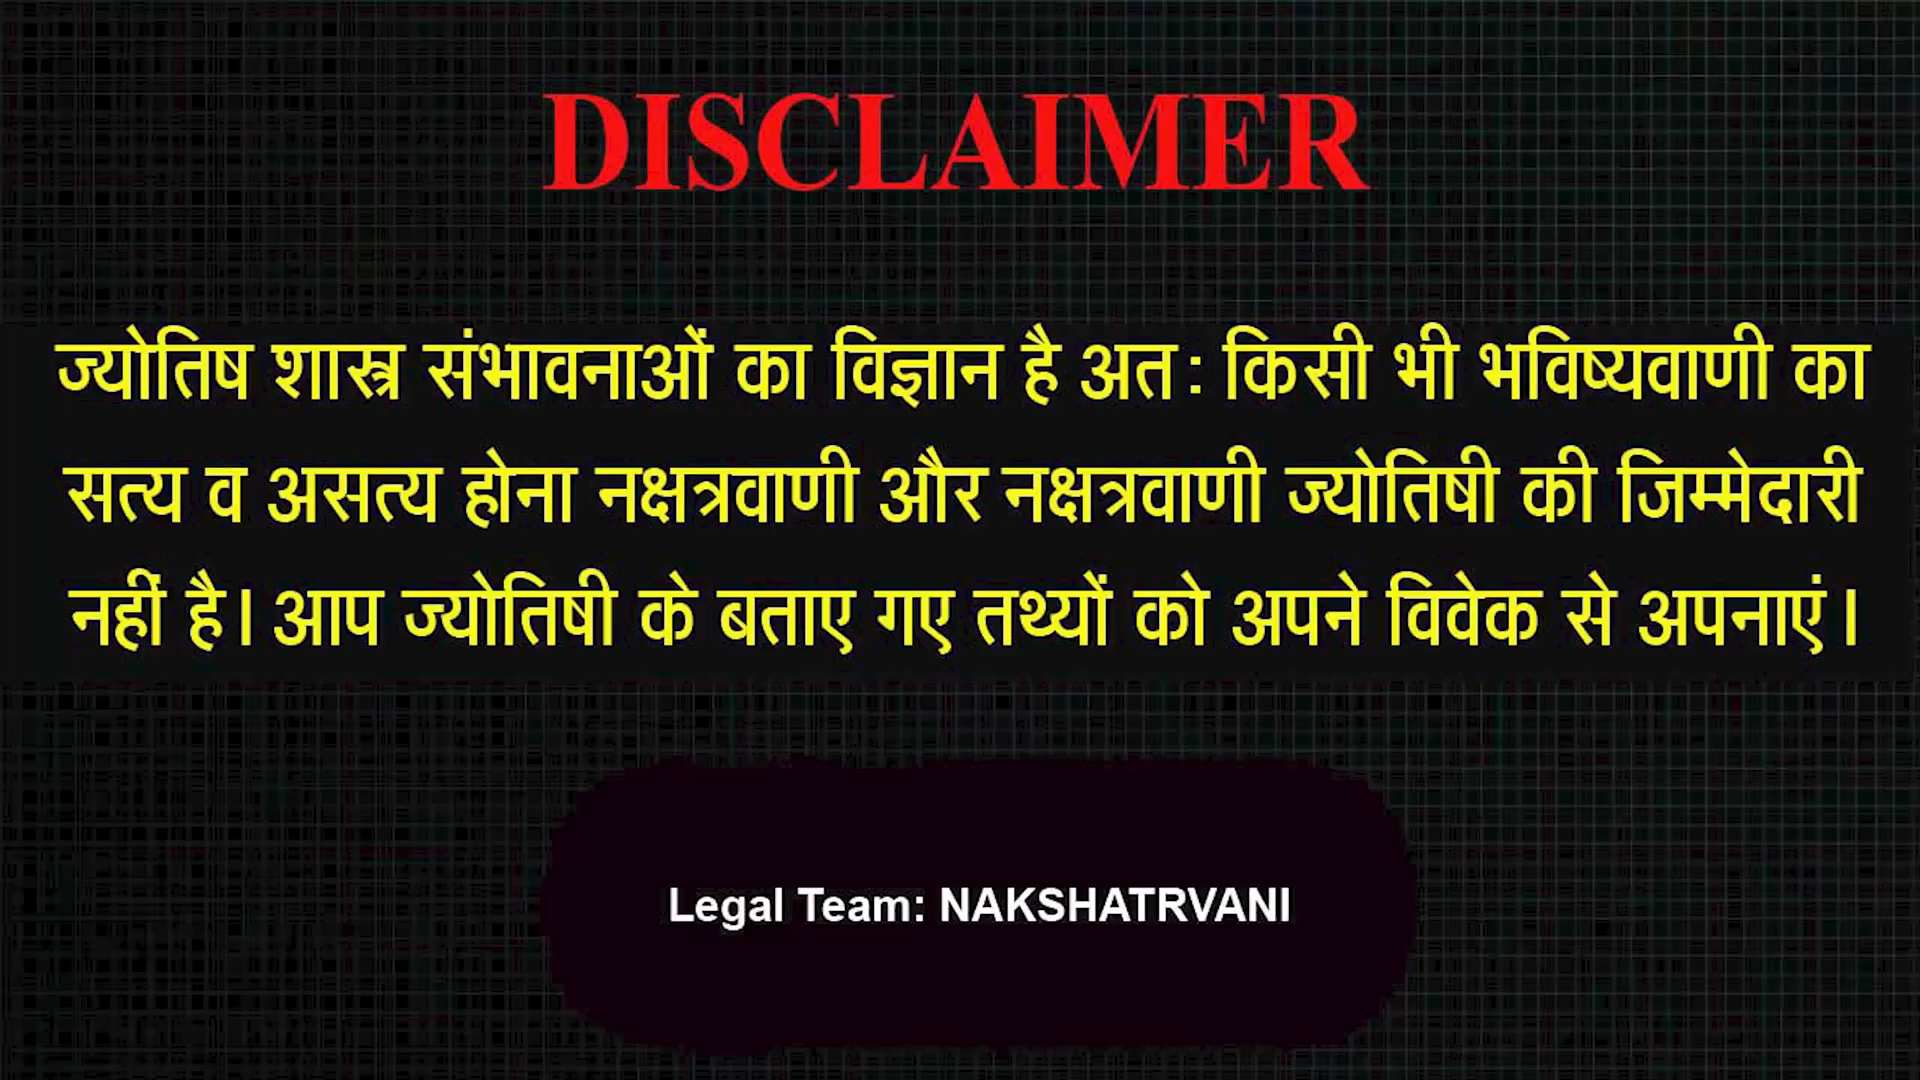 DISCLAIMER
ज्योतिष शास्त्र संभावनाओं का विज्ञान है अत: किसी भी भविष्यवाणी का
सत्य व असत्य होना नक्षत्रवाणी और नक्षत्रवाणी ज्योतिषी की जिम्मेदारी
नहीं है। आप ज्योतिषी के बताए गए तथ्यों को अपने विवेक से अपनाएं।
Legal Team: NAKSHATRVANI